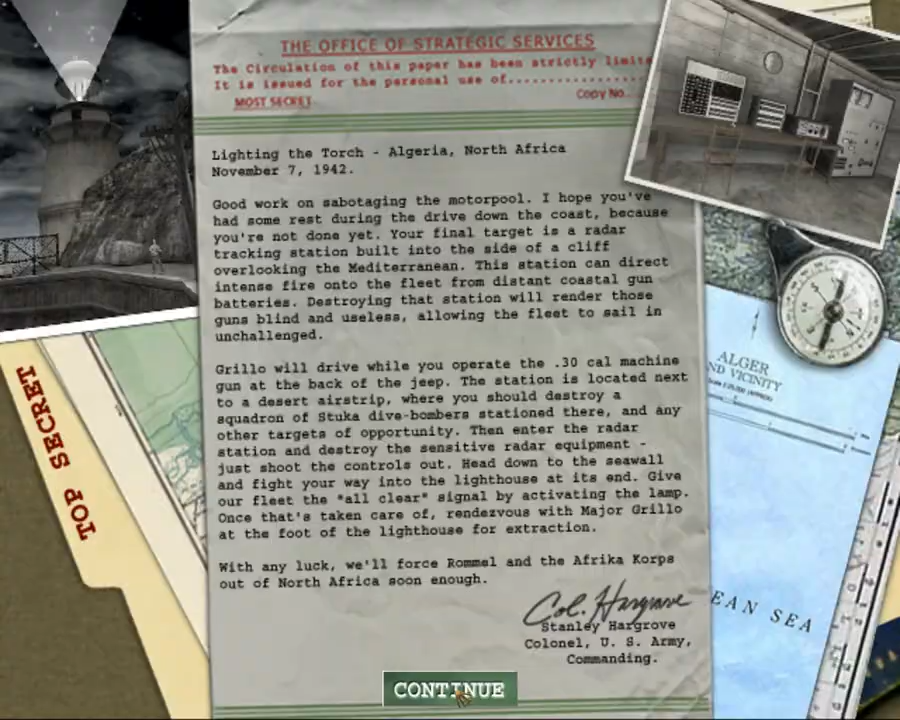 THE OFFICE OF STRATEGIC SERVICES
The Circulation of this paper has been strictly
It is issued for the personal use of....................
MOST SECRET
Copy No...
Lighting the Torch - Algeria, North Africa
November 7, 1942.
Good work on sabotaging the motorpool. I hope you've
had some rest during the drive down the coast, because
you're not done yet. Your final target is a radar
tracking station built into the side of a cliff
overlooking the Mediterranean. This station can direct
intense fire onto the fleet from distant coastal gun
batteries. Destroying that station will render those
guns blind and useless, allowing the fleet to sail in
unchallenged.
Grillo will drive while you operate the .30 cal machine
gun at the back of the jeep. The station is located next
to a desert airstrip, where you should destroy a
squadron of Stuka dive-bombers stationed there, and any
other targets of opportunity. Then enter the radar
station and destroy the sensitive radar equipment -
just shoot the controls out. Head down to the seawall
and fight your way into the lighthouse at its end. Give
our fleet the "all clear" signal by activating the lamp.
Once that's taken care of, rendezvous with Major Grillo
at the foot of the lighthouse for extraction.
With any luck, we'll force Rommel and the Afrika Korps
out of North Africa soon enough.
Col. Hargrove
Stanley Hargrove
Colonel, U. S. Army,
Commanding.
CONTINUE
TOP SECRET
ALGER
ND VICINITY
EAN SEA